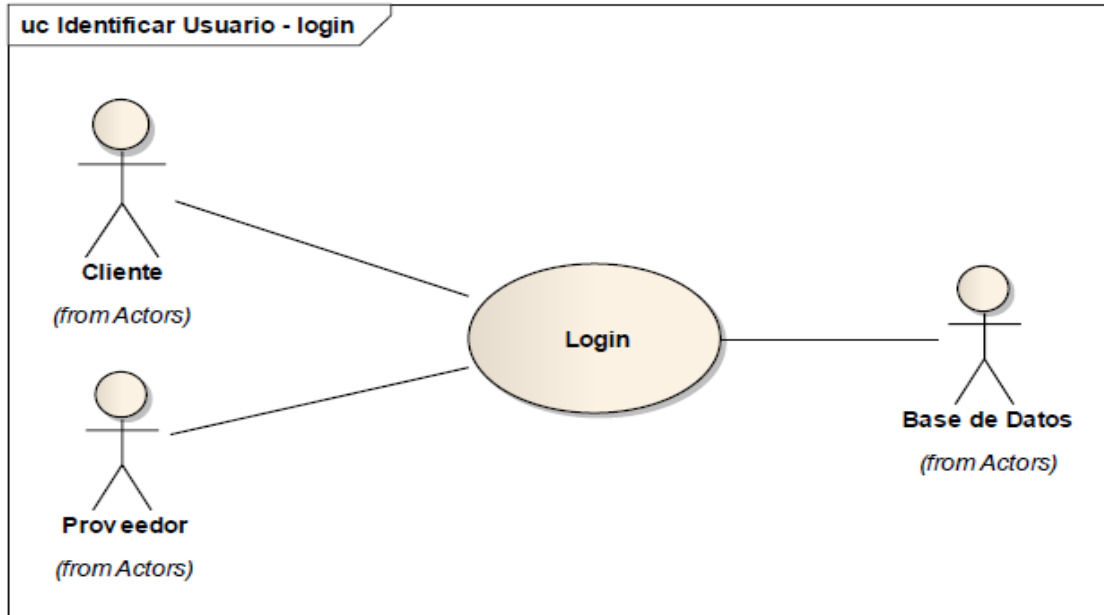 uc Identificar Usuario - login
Cliente
(from Actors)
Login
Base de Datos
(from Actors)
Proveedor
(from Actors)